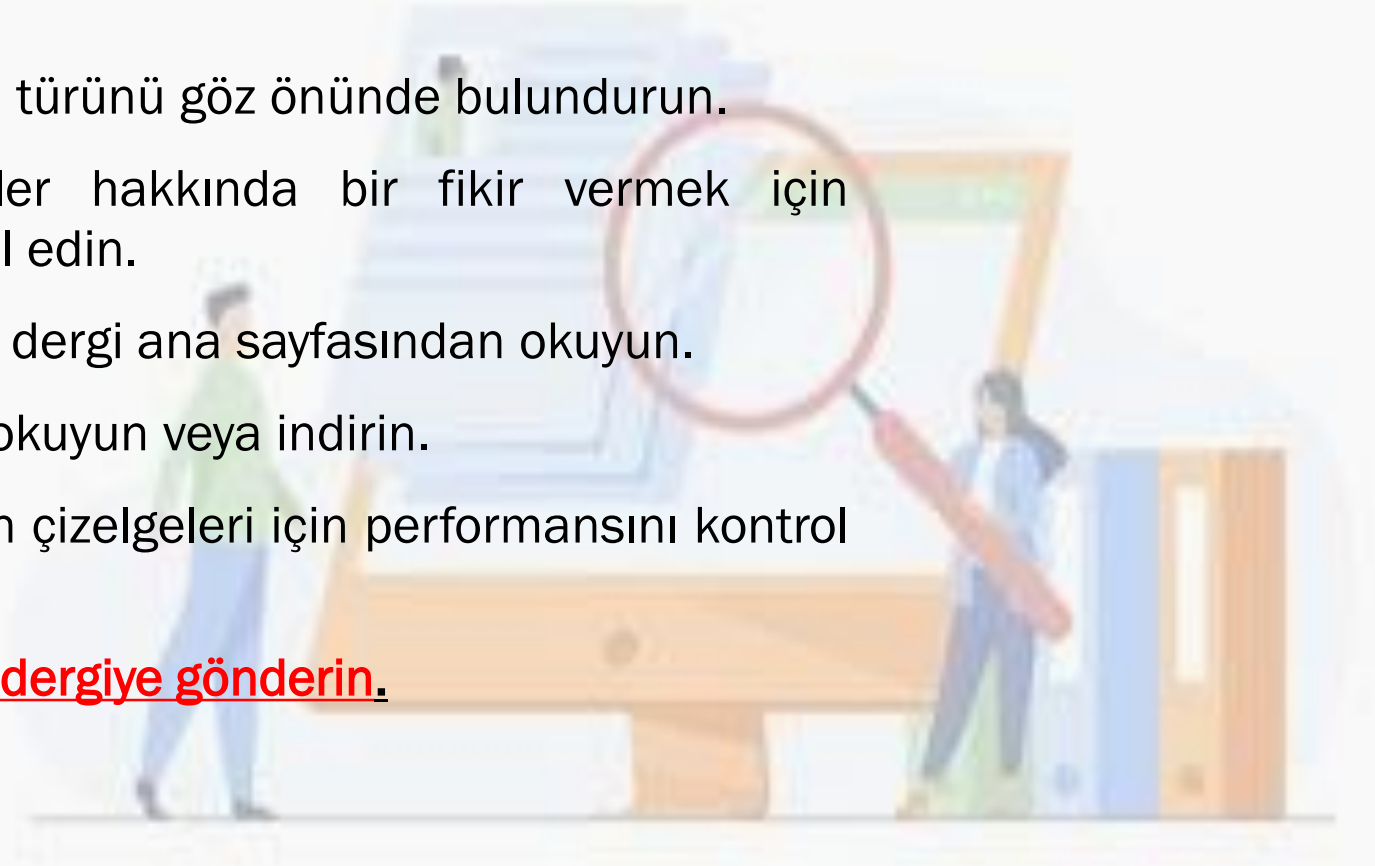 türünü göz önünde bulundurun.
ler hakkında bir fikir vermek için
l edin.
dergi ana sayfasından okuyun.
okuyun veya indirin.
n çizelgeleri için performansını kontrol
dergiye gönderin.